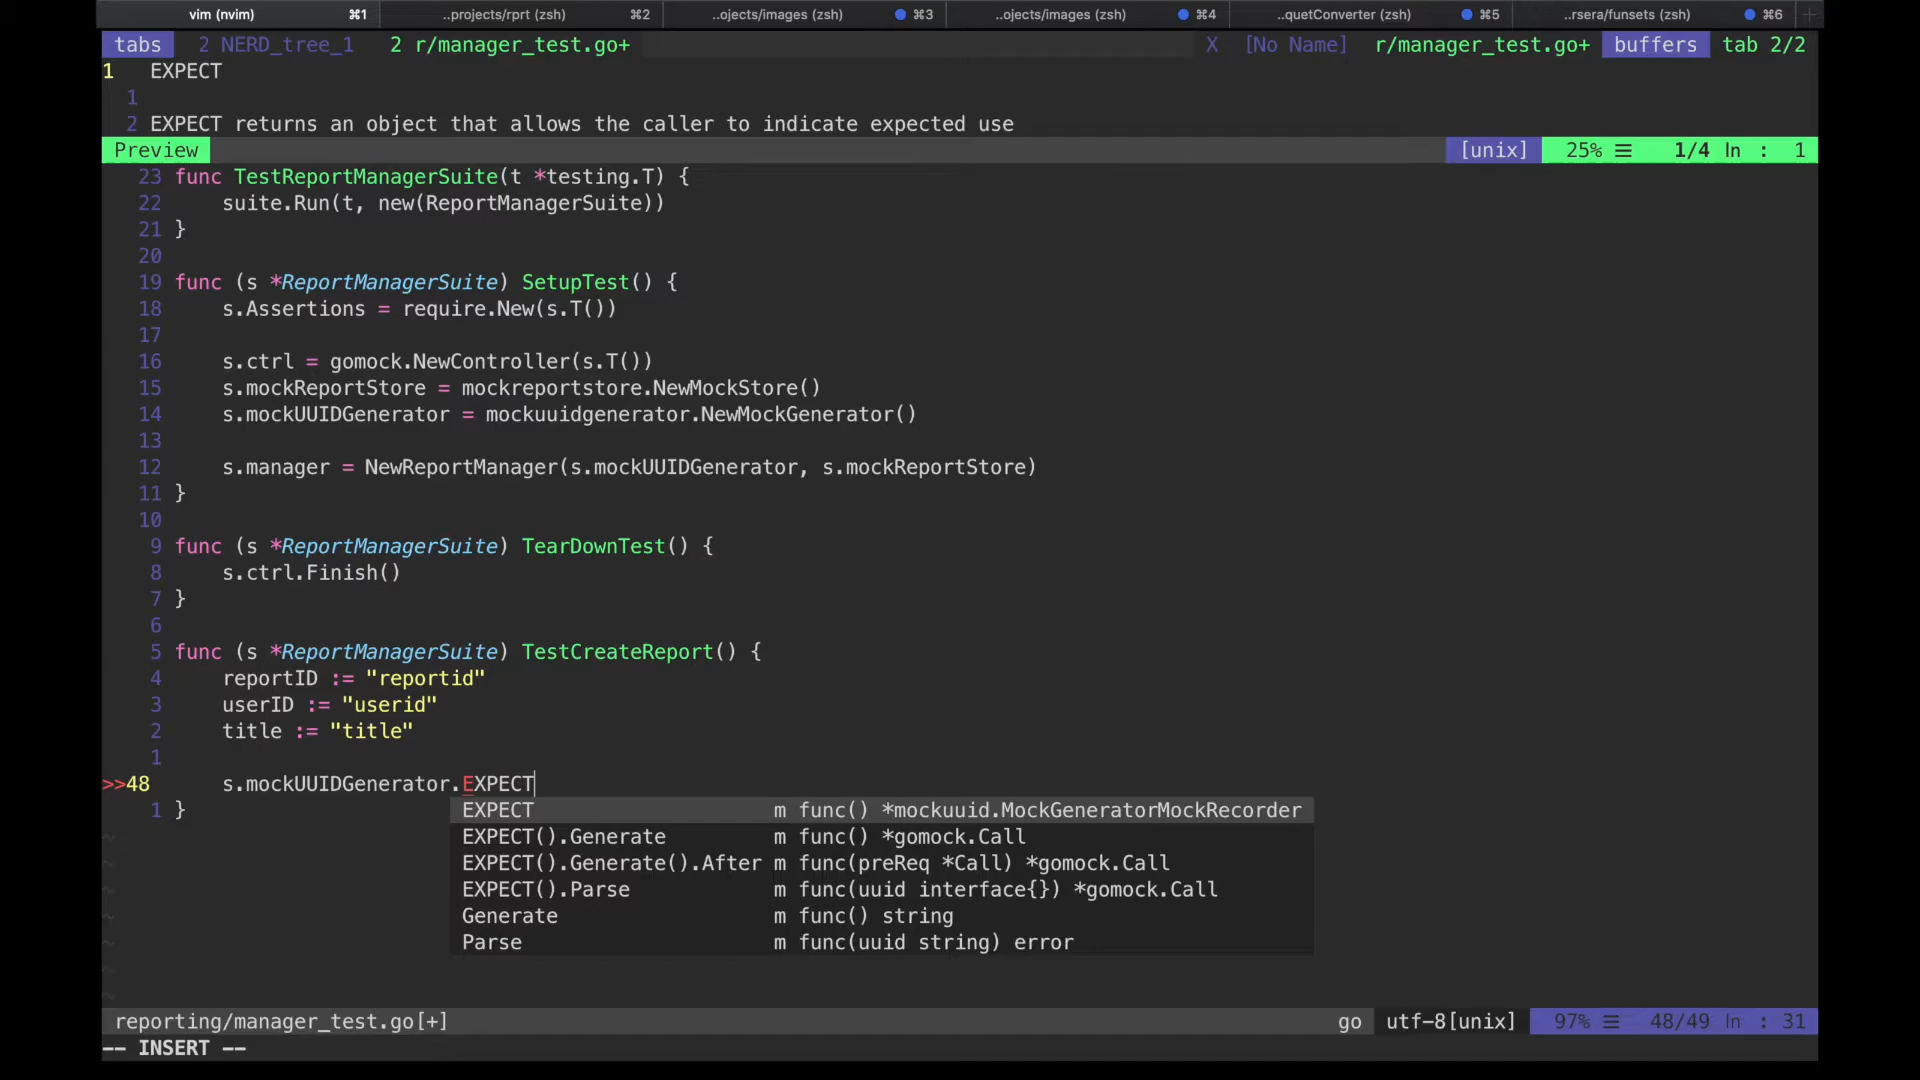 vim (nvim) ⌘1 ..projects/rprt (zsh) ⌘2 ..ojects/images (zsh) ⌘3 ..ojects/images (zsh) ⌘4 ..quetConverter (zsh) ⌘5 ..rsera/funsets (zsh) ⌘6 +
tabs 2 NERD_tree_1 2 r/manager_test.go+ X [No Name] r/manager_test.go+ buffers tab 2/2
1 EXPECT
1
2 EXPECT returns an object that allows the caller to indicate expected use
Preview [unix] 25% ☰ 1/4 ln : 1
23 func TestReportManagerSuite(t *testing.T) {
22 suite.Run(t, new(ReportManagerSuite))
21 }
20
19 func (s *ReportManagerSuite) SetupTest() {
18 s.Assertions = require.New(s.T())
17
16 s.ctrl = gomock.NewController(s.T())
15 s.mockReportStore = mockreportstore.NewMockStore()
14 s.mockUUIDGenerator = mockuuidgenerator.NewMockGenerator()
13
12 s.manager = NewReportManager(s.mockUUIDGenerator, s.mockReportStore)
11 }
10
9 func (s *ReportManagerSuite) TearDownTest() {
8 s.ctrl.Finish()
7 }
6
5 func (s *ReportManagerSuite) TestCreateReport() {
4 reportID := "reportid"
3 userID := "userid"
2 title := "title"
1
>>48 s.mockUUIDGenerator.EXPECT
1 } EXPECT m func() *mockuuid.MockGeneratorMockRecorder
~ EXPECT().Generate m func() *gomock.Call
~ EXPECT().Generate().After m func(preReq *Call) *gomock.Call
~ EXPECT().Parse m func(uuid interface{}) *gomock.Call
~ Generate m func() string
~ Parse m func(uuid string) error
~
~
reporting/manager_test.go[+] go utf-8[unix] 97% ☰ 48/49 ln : 31
-- INSERT --